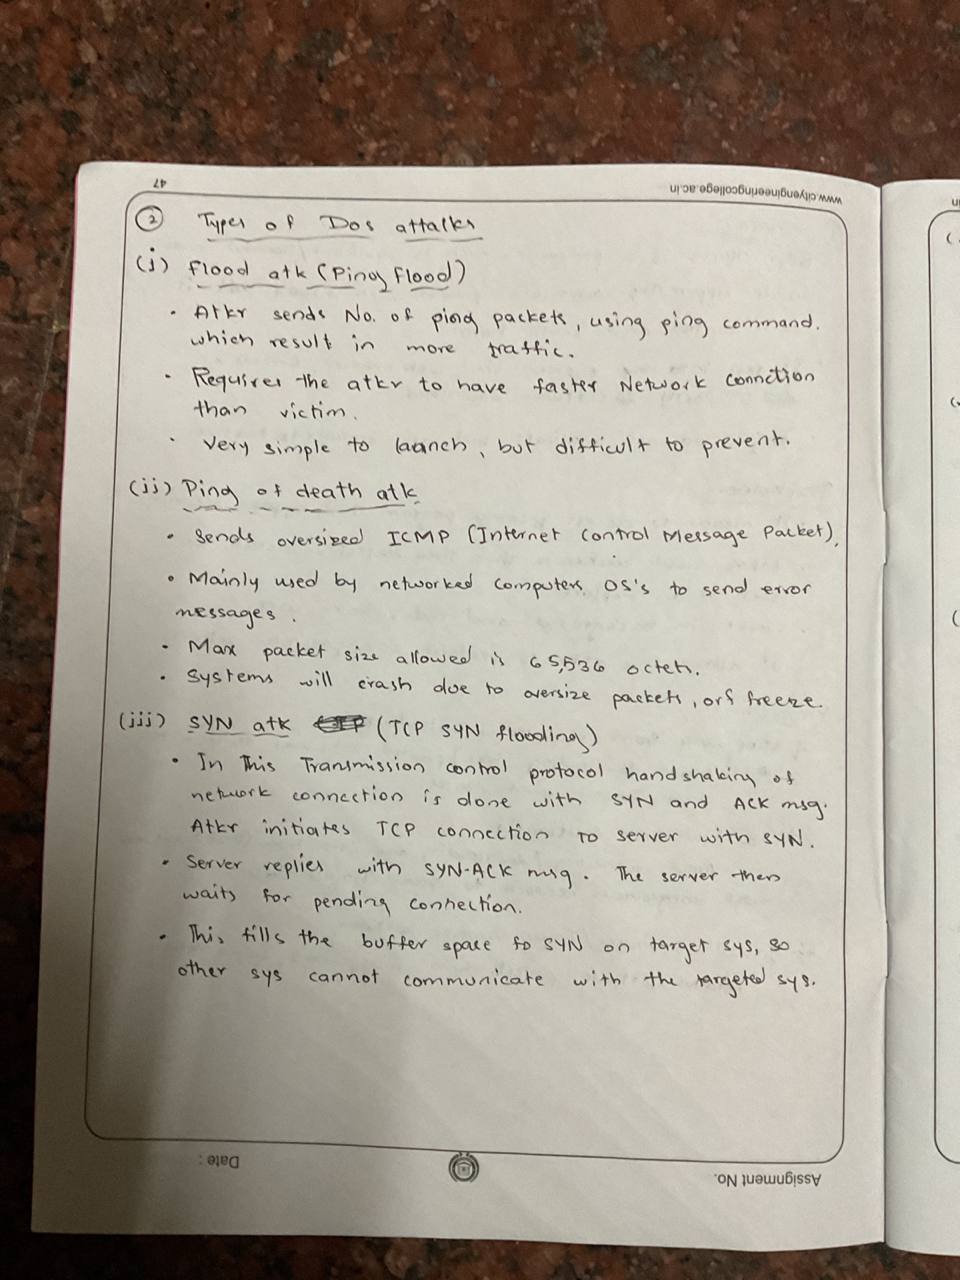 47
www.cityengineeringcollege.ac.in
② Types of Dos attalks
(i) flood atk (Ping flood)
• Atkr sends No. of ping packets, using ping command.
which result in more traffic.
• Requires the atkr to have faster Network connction
than victim.
• Very simple to launch, but difficult to prevent.
(ii) Ping of death atk
• Sends oversized ICMP (Internet Control Message Packet),
• Mainly used by networked computers. OS's to send error
messages.
• Max packet size allowed is 65,536 octets.
• Systems will crash due to oversize packets, or freeze.
(iii) SYN atk (TCP SYN flooding)
• In This Transmission control protocol handshaking of
network connection is done with SYN and ACK msg.
Atkr initiates TCP connection to server with SYN.
• Server replies with SYN-ACK msg. The server then
waits for pending connection.
• This fills the buffer space fo SYN on target sys, so
other sys cannot communicate with the targeted sys.
Date :
Assignment No.